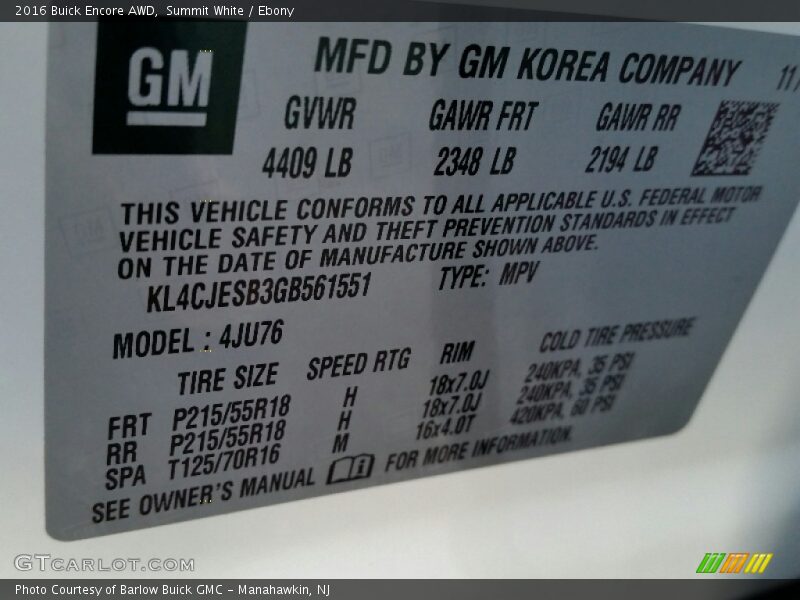 2016 Buick Encore AWD, Summit White / Ebony
GM
MFD BY GM KOREA COMPANY 11/
GVWR GAWR FRT GAWR RR
4409 LB 2348 LB 2194 LB
THIS VEHICLE CONFORMS TO ALL APPLICABLE U.S. FEDERAL MOTOR
VEHICLE SAFETY AND THEFT PREVENTION STANDARDS IN EFFECT
ON THE DATE OF MANUFACTURE SHOWN ABOVE.
KL4CJESB3GB561551 TYPE: MPV
MODEL : 4JU76
TIRE SIZE SPEED RTG RIM COLD TIRE PRESSURE
FRT P215/55R18 H 18x7.0J 240KPA, 35 PSI
RR P215/55R18 H 18x7.0J 240KPA, 35 PSI
SPA T125/70R16 M 16x4.0T 420KPA, 60 PSI
SEE OWNER'S MANUAL FOR MORE INFORMATION.
GTCARLOT.COM
Photo Courtesy of Barlow Buick GMC - Manahawkin, NJ